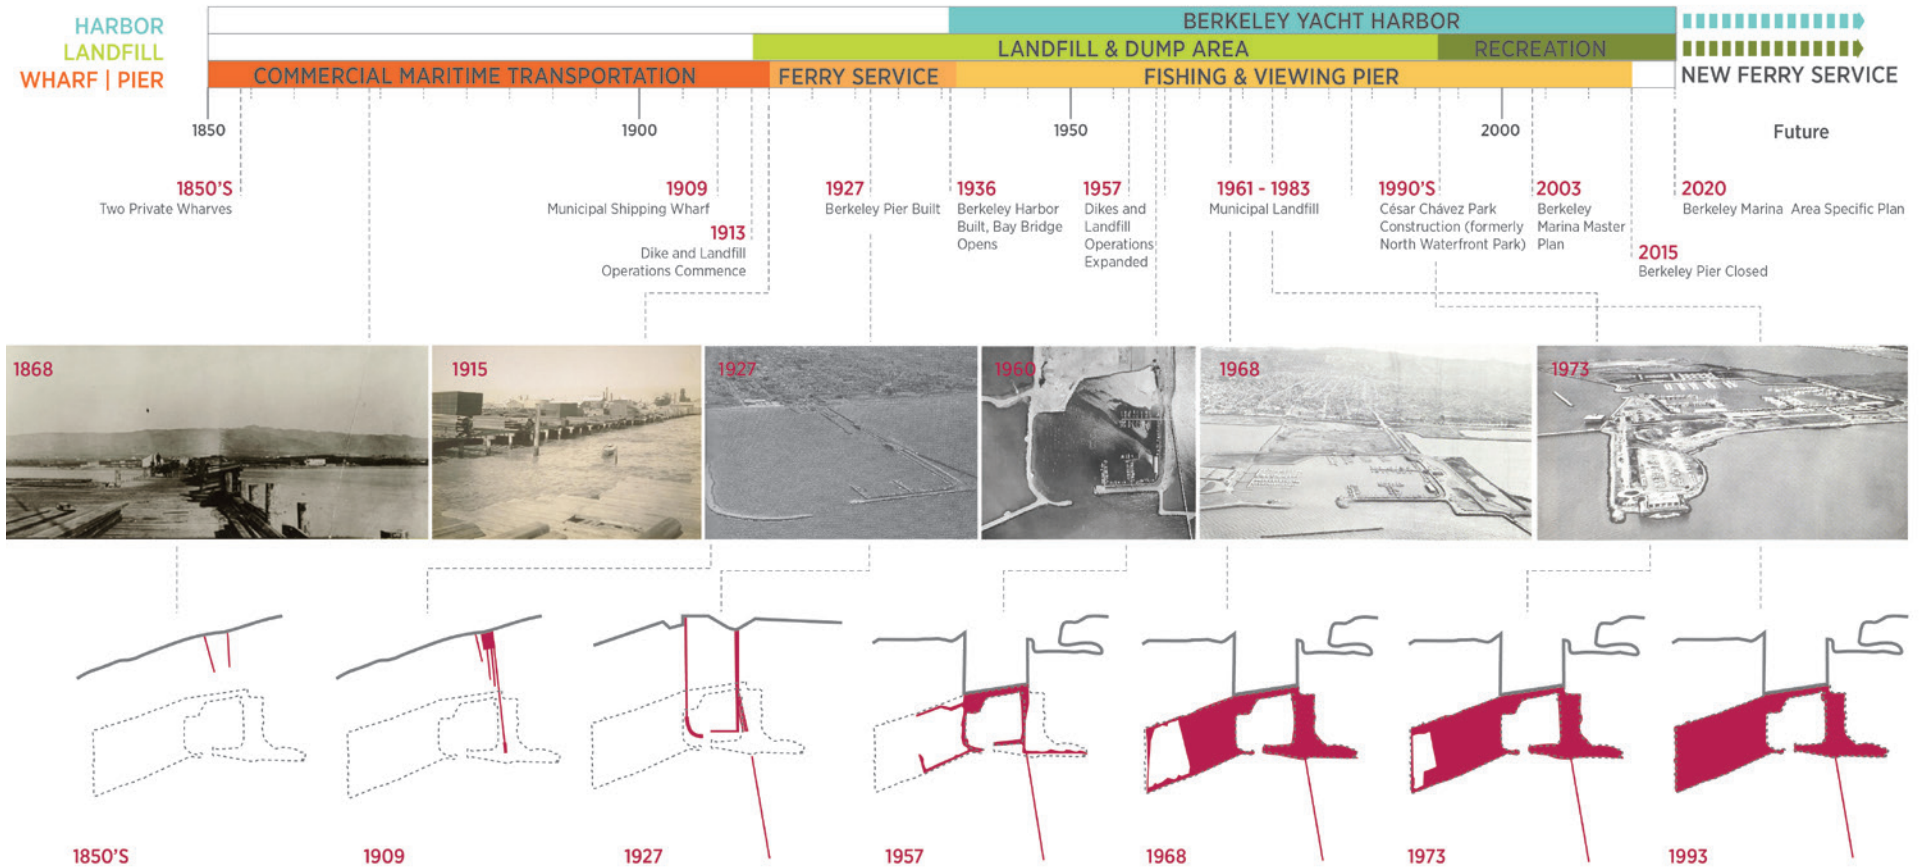 HARBOR
BERKELEY YACHT HARBOR
LANDFILL
LANDFILL & DUMP AREA
RECREATION
WHARF | PIER
COMMERCIAL MARITIME TRANSPORTATION
FERRY SERVICE
FISHING & VIEWING PIER
NEW FERRY SERVICE
1850
1900
1950
2000
Future
1850'S
Two Private Wharves
1909
Municipal Shipping Wharf
1913
Dike and Landfill
Operations Commence
1927
Berkeley Pier Built
1936
Berkeley Harbor
Built, Bay Bridge
Opens
1957
Dikes and
Landfill
Operations
Expanded
1961 - 1983
Municipal Landfill
1990'S
César Chávez Park
Construction (formerly
North Waterfront Park)
2003
Berkeley
Marina Master
Plan
2015
Berkeley Pier Closed
2020
Berkeley Marina Area Specific Plan
1868
1915
1927
1960
1968
1973
1850'S
1909
1927
1957
1968
1973
1993